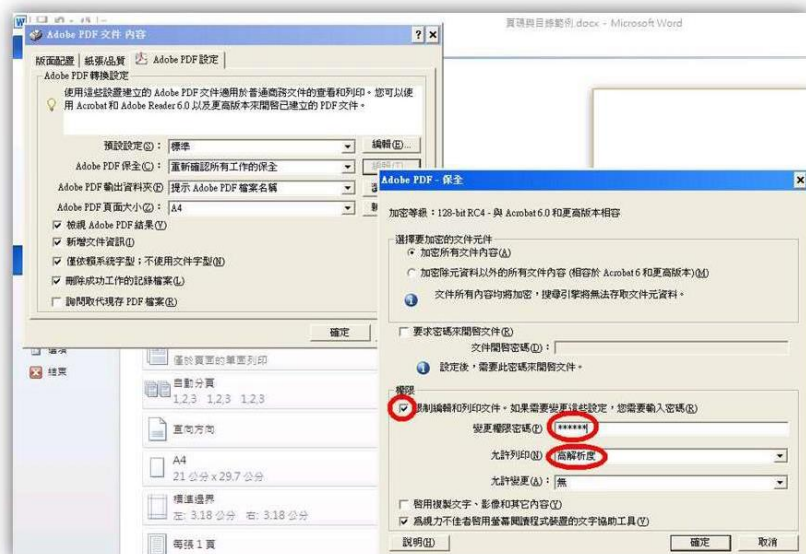 頁碼與目錄範例.docx - Microsoft Word
Adobe PDF 文件 內容
版面配置 紙張/品質 Adobe PDF 設定
Adobe PDF 轉換設定
使用這些設置建立的 Adobe PDF 文件適用於普通商務文件的查看和列印。您可以使
用 Acrobat 和 Adobe Reader 6.0 以及更高版本來開啓已建立的 PDF 文件。
預設設定(S)： 標準 編輯(E)...
Adobe PDF 保全(C)： 重新確認所有工作的保全 編輯(T)...
Adobe PDF 輸出資料夾(F) 提示 Adobe PDF 檔案名稱
Adobe PDF 頁面大小(Z)： A4
檢視 Adobe PDF 結果(V)
新增文件資訊(I)
僅依賴系統字型；不使用文件字型(N)
刪除成功工作的記錄檔案(L)
詢問取代現存 PDF 檔案(R)
確定
選項
結束
僅於頁面的單面列印
自動分頁
1,2,3 1,2,3 1,2,3
直向方向
A4
21 公分 x 29.7 公分
標準邊界
左: 3.18 公分 右: 3.18 公分
每張 1 頁
Adobe PDF - 保全
加密等級：128-bit RC4 - 與 Acrobat 6.0 和更高版本相容
選擇要加密的文件元件
加密所有文件內容(A)
加密除元資料以外的所有文件內容 (相容於 Acrobat 6 和更高版本)(M)
文件所有內容均將加密，搜尋引擎將無法存取文件元資料。
要求密碼來開啓文件(R)
文件開啓密碼(D)：
設定後，需要此密碼來開啓文件。
權限
限制編輯和列印文件。如果需要變更這些設定，您需要輸入密碼(R)
變更權限密碼(P) ******
允許列印(N) 高解析度
允許變更(A)： 無
啓用複製文字、影像和其它內容(Y)
爲視力不佳者啓用螢幕閱讀程式裝置的文字協助工具(Y)
說明(H) 確定 取消